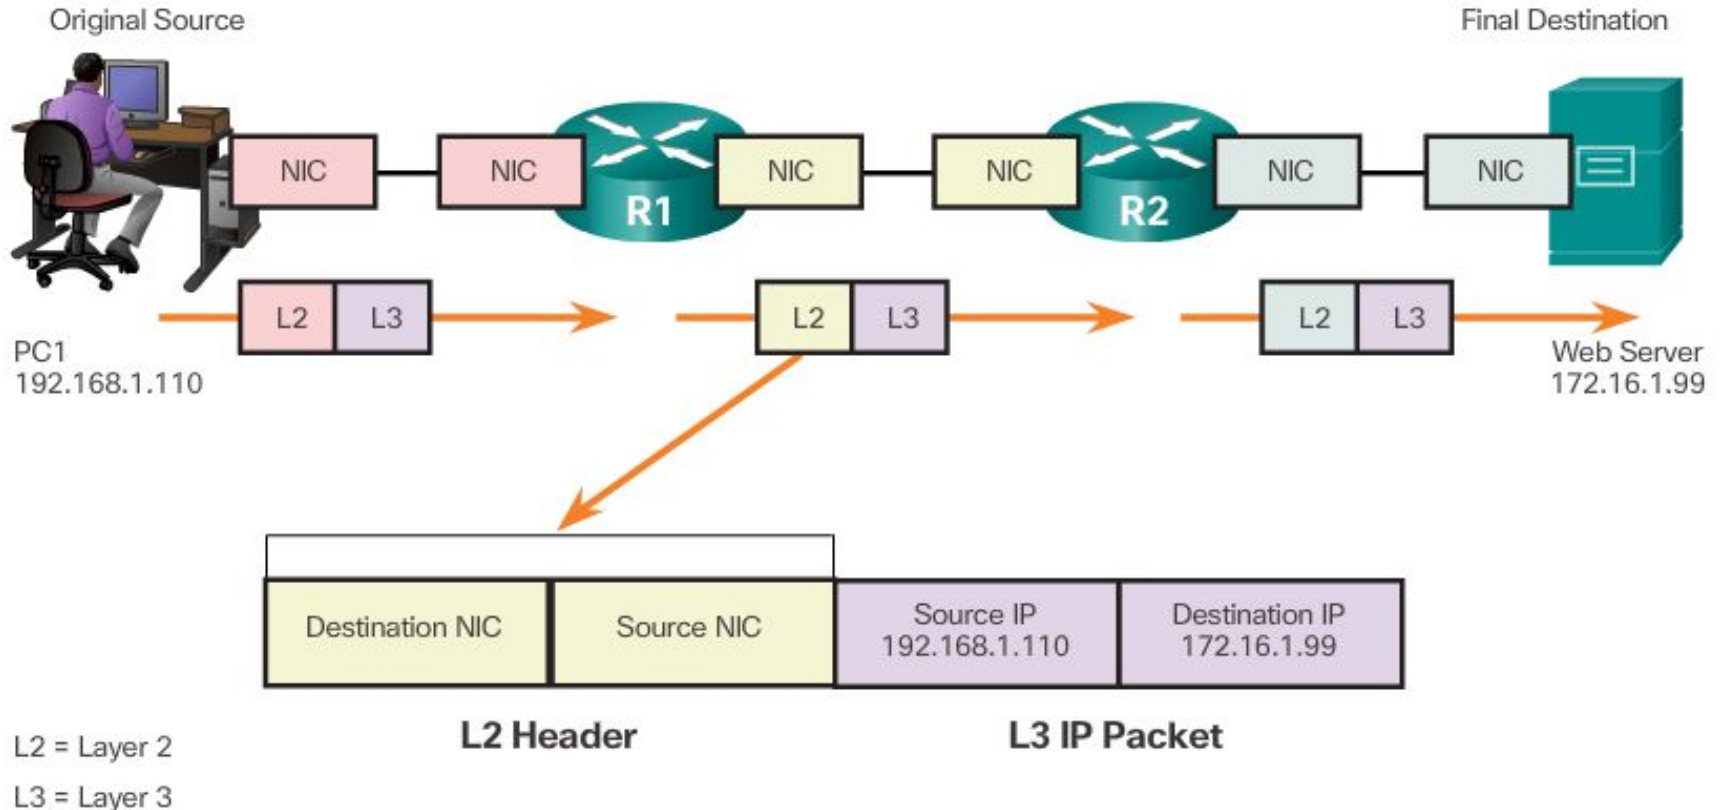 Original Source
Final Destination
NIC
NIC
NIC
NIC
NIC
NIC
R1
R2
L2
L3
L2
L3
L2
L3
PC1
192.168.1.110
Web Server
172.16.1.99
Destination NIC
Source NIC
Source IP
192.168.1.110
Destination IP
172.16.1.99
L2 Header
L3 IP Packet
L2 = Layer 2
L3 = Layer 3